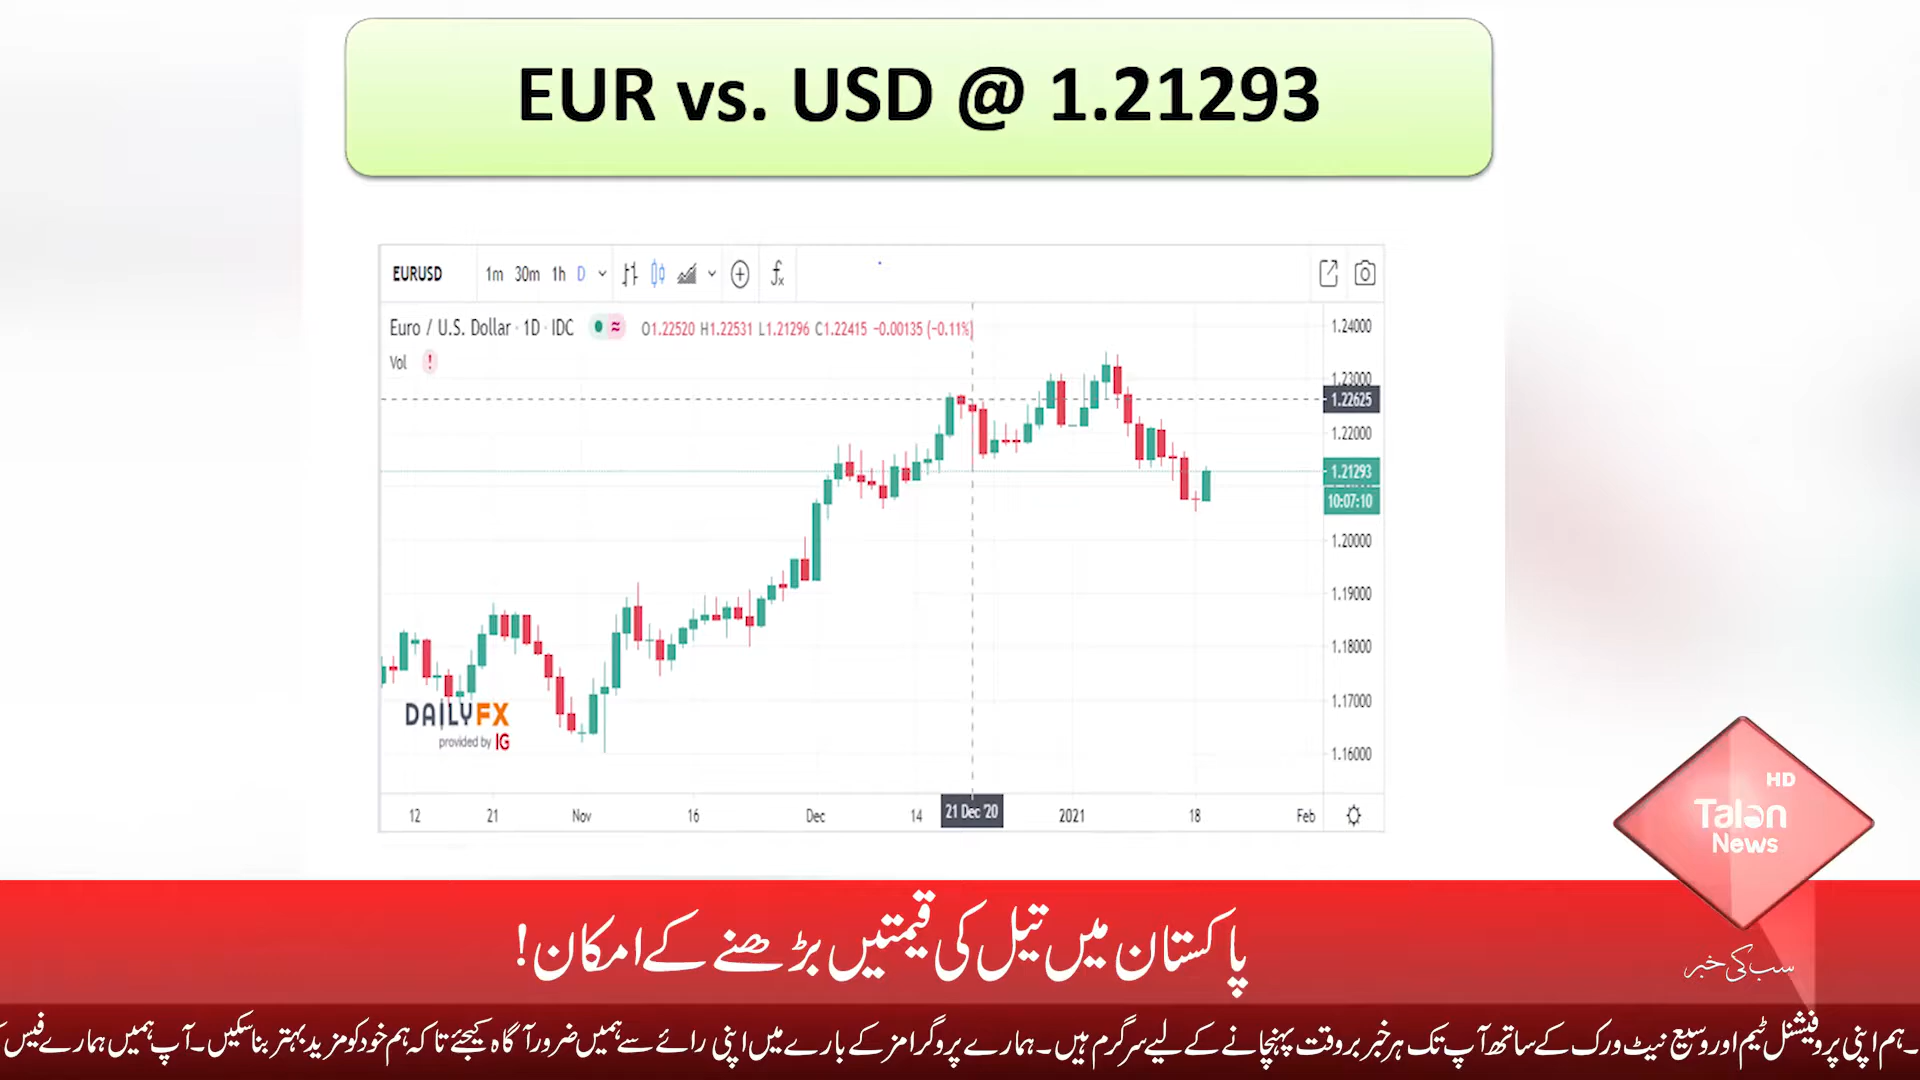 EUR vs. USD @ 1.21293
EURUSD 1m 30m 1h D
Euro / U.S. Dollar · 1D · IDC O1.22520 H1.22531 L1.21296 C1.22415 −0.00135 (−0.11%)
Vol !
1.24000
1.23000
1.22625
1.22000
1.21293
10:07:10
1.20000
1.19000
1.18000
1.17000
1.16000
DAILYFX
provided by IG
12 21 Nov 16 Dec 14 21 Dec '20 2021 18 Feb
HD
Talon
News
پاکستان میں تیل کی قیمتیں بڑھنے کے امکان!
سب کی خبر
۔ہم اپنی پروفیشنل ٹیم اور وسیع نیٹ ورک کے ساتھ آپ تک ہر خبر بروقت پہنچانے کے لیے سرگرم ہیں۔ہمارے پروگرامز کے بارے میں اپنی رائے سے ہمیں ضرور آگاہ کیجئے تاکہ ہم خود کو مزید بہتر بنا سکیں۔آپ ہمیں ہمارے فیس